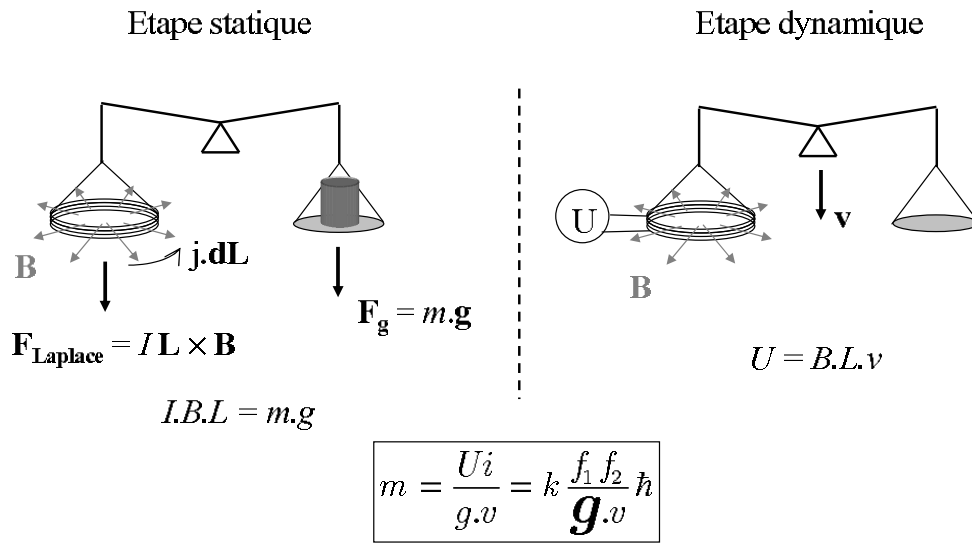 Etape statique
B
j.dL
F_Laplace = I L × B
F_g = m.g
I.B.L = m.g
Etape dynamique
U
v
B
U = B.L.v
m = Ui / g.v = k f₁ f₂ / g.v ħ